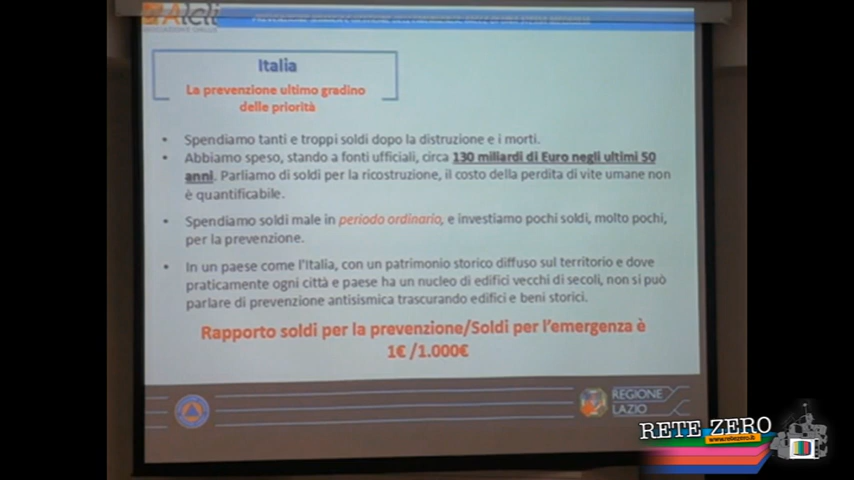 Italia
La prevenzione ultimo gradino
delle priorità
• Spendiamo tanti e troppi soldi dopo la distruzione e i morti.
• Abbiamo speso, stando a fonti ufficiali, circa 130 miliardi di Euro negli ultimi 50
anni. Parliamo di soldi per la ricostruzione, il costo della perdita di vite umane non
è quantificabile.
• Spendiamo soldi male in periodo ordinario, e investiamo pochi soldi, molto pochi,
per la prevenzione.
• In un paese come l'Italia, con un patrimonio storico diffuso sul territorio e dove
praticamente ogni città e paese ha un nucleo di edifici vecchi di secoli, non si può
parlare di prevenzione antisismica trascurando edifici e beni storici.
Rapporto soldi per la prevenzione/Soldi per l'emergenza è
1€ /1.000€
REGIONE
LAZIO
RETE ZERO
www.retezero.it